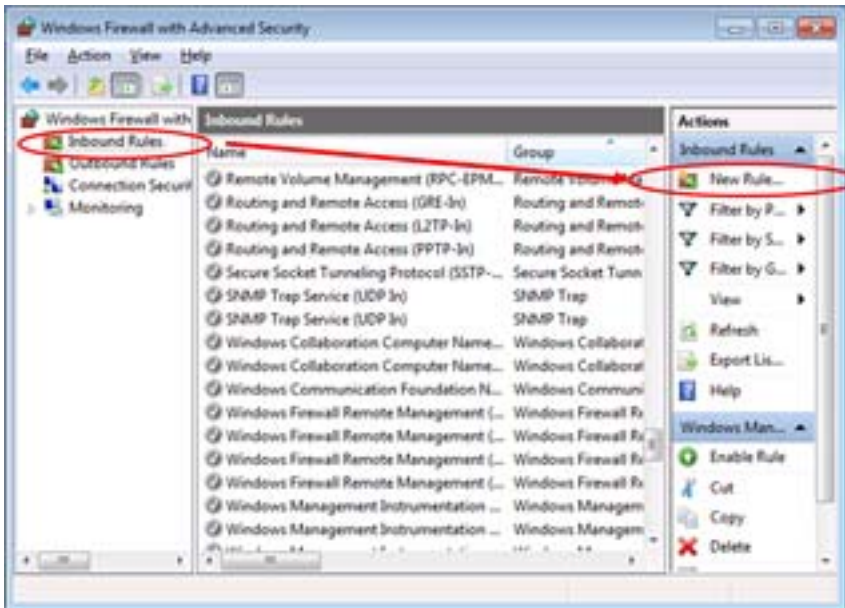 Windows Firewall with Advanced Security
File Action View Help
Windows Firewall with
Inbound Rules
Outbound Rules
Connection Securit
Monitoring
Inbound Rules
Name Group
Remote Volume Management (RPC-EPM... Remote Volume
Routing and Remote Access (GRE-In) Routing and Remot
Routing and Remote Access (L2TP-In) Routing and Remot
Routing and Remote Access (PPTP-In) Routing and Remot
Secure Socket Tunneling Protocol (SSTP-... Secure Socket Tunn
SNMP Trap Service (UDP In) SNMP Trap
SNMP Trap Service (UDP In) SNMP Trap
Windows Collaboration Computer Name... Windows Collaborat
Windows Collaboration Computer Name... Windows Collaborat
Windows Communication Foundation N... Windows Communi
Windows Firewall Remote Management (... Windows Firewall Re
Windows Firewall Remote Management (... Windows Firewall Re
Windows Firewall Remote Management (... Windows Firewall Re
Windows Firewall Remote Management (... Windows Firewall Re
Windows Management Instrumentation ... Windows Managem
Windows Management Instrumentation ... Windows Managem
Actions
Inbound Rules
New Rule...
Filter by P...
Filter by S...
Filter by G...
View
Refresh
Export Lis...
Help
Windows Man...
Enable Rule
Cut
Copy
Delete